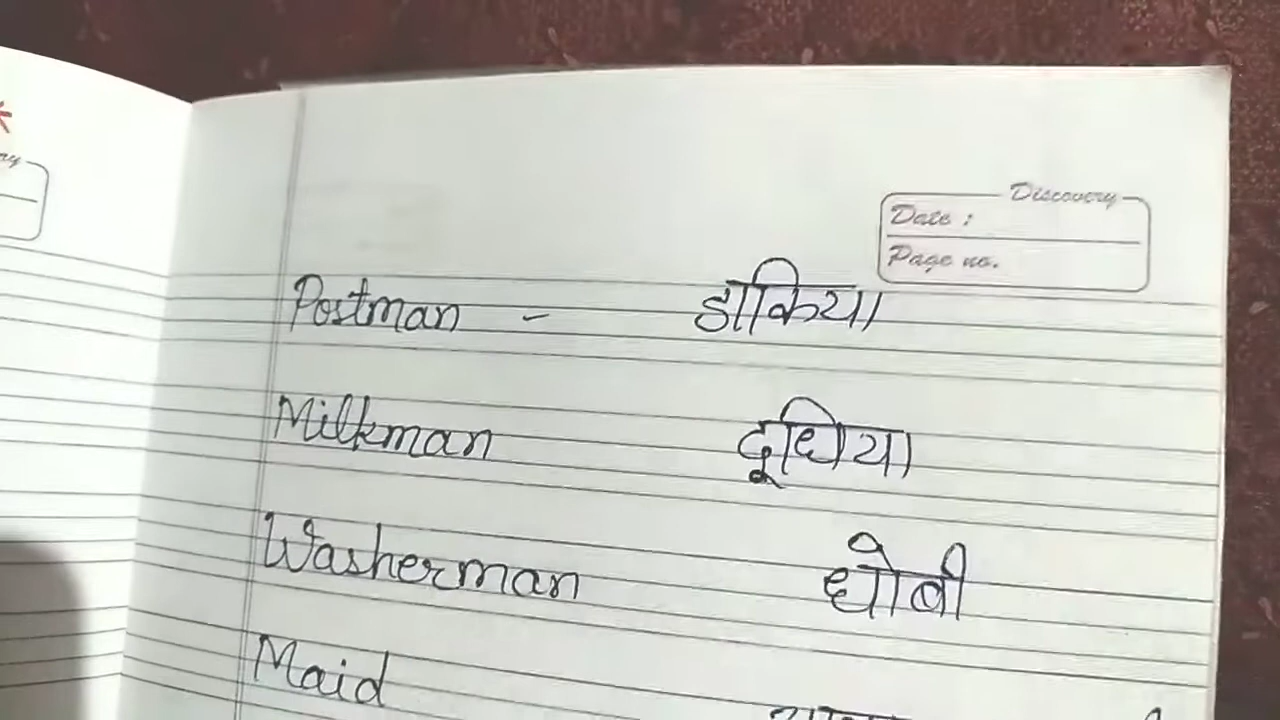 Discovery
Date :
Page no.
Postman - डाकिया
Milkman दूधिया
Washerman धोबी
Maid